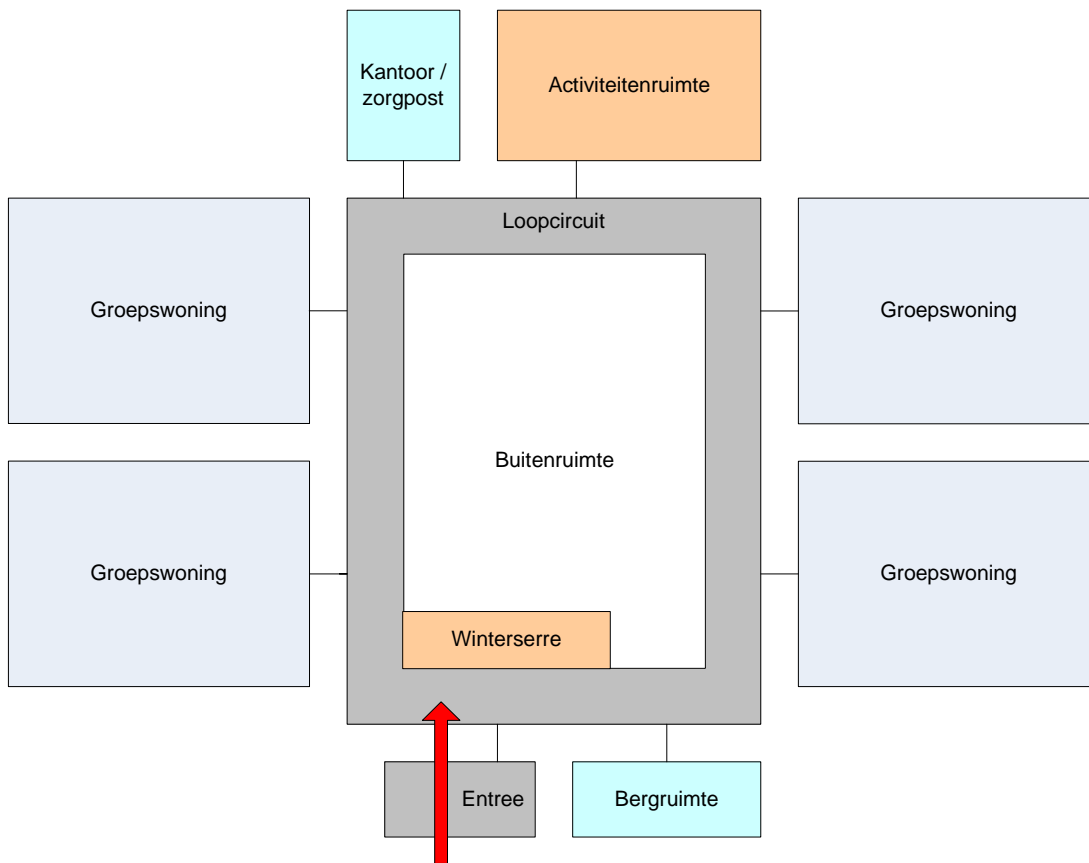 Kantoor /
zorgpost
Activiteitenruimte
Loopcircuit
Groepswoning
Groepswoning
Buitenruimte
Groepswoning
Groepswoning
Winterserre
Entree
Bergruimte